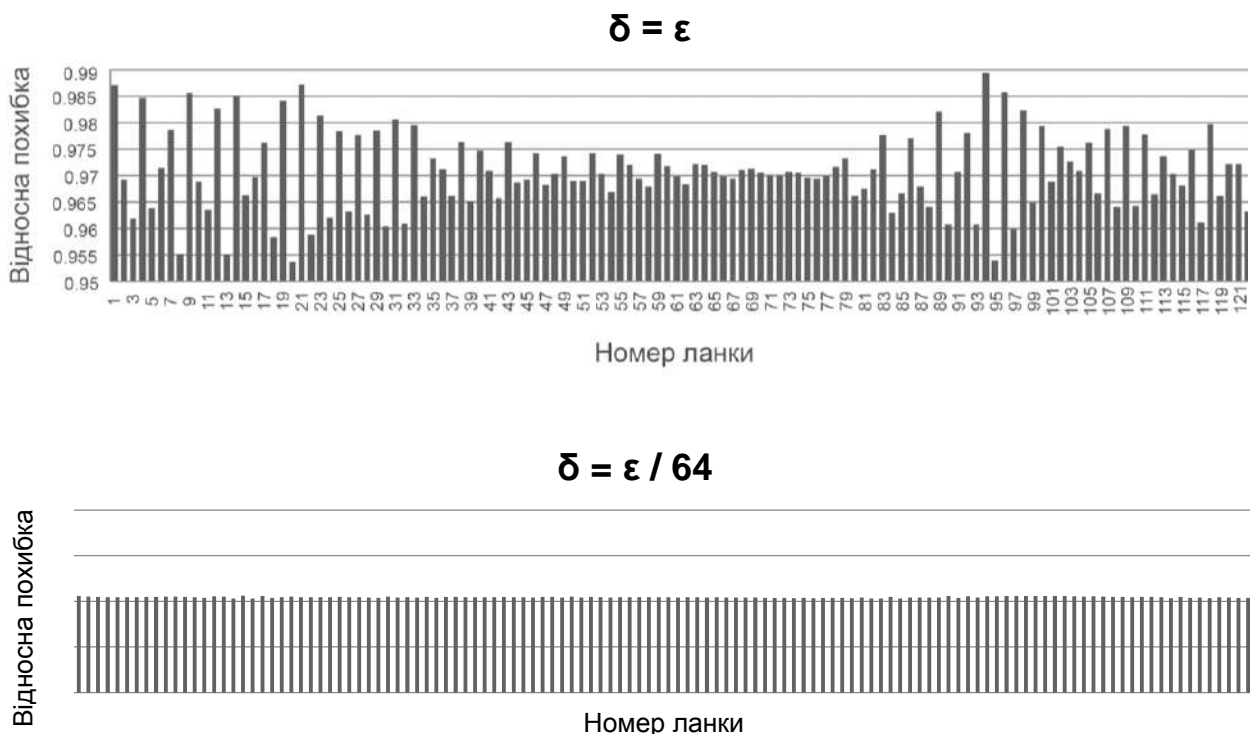 δ = ε
Відносна похибка
0.99
0.985
0.98
0.975
0.97
0.965
0.96
0.955
0.95
1 3 5 7 9 11 13 15 17 19 21 23 25 27 29 31 33 35 37 39 41 43 45 47 49 51 53 55 57 59 61 63 65 67 69 71 73 75 77 79 81 83 85 87 89 91 93 95 97 99 101 103 105 107 109 111 113 115 117 119 121
Номер ланки
δ = ε / 64
Відносна похибка
Номер ланки